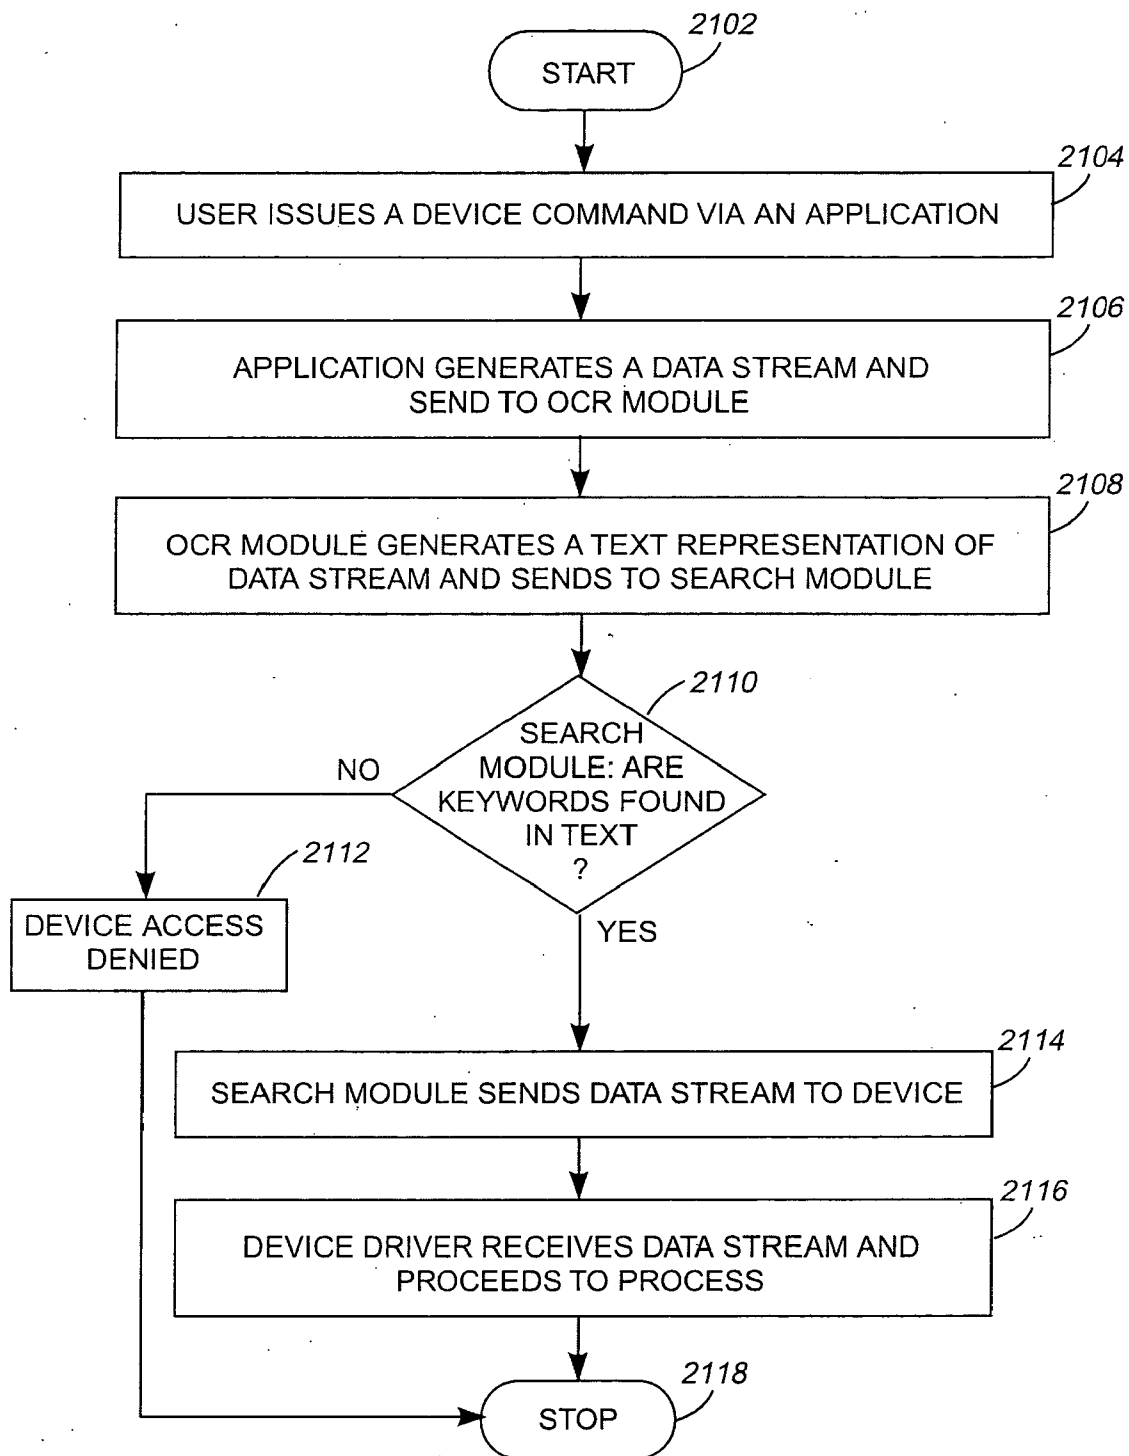 2102
START
2104
USER ISSUES A DEVICE COMMAND VIA AN APPLICATION
2106
APPLICATION GENERATES A DATA STREAM AND
SEND TO OCR MODULE
2108
OCR MODULE GENERATES A TEXT REPRESENTATION OF
DATA STREAM AND SENDS TO SEARCH MODULE
2110
SEARCH
MODULE: ARE
KEYWORDS FOUND
IN TEXT
?
NO
2112
DEVICE ACCESS
DENIED
YES
2114
SEARCH MODULE SENDS DATA STREAM TO DEVICE
2116
DEVICE DRIVER RECEIVES DATA STREAM AND
PROCEEDS TO PROCESS
2118
STOP